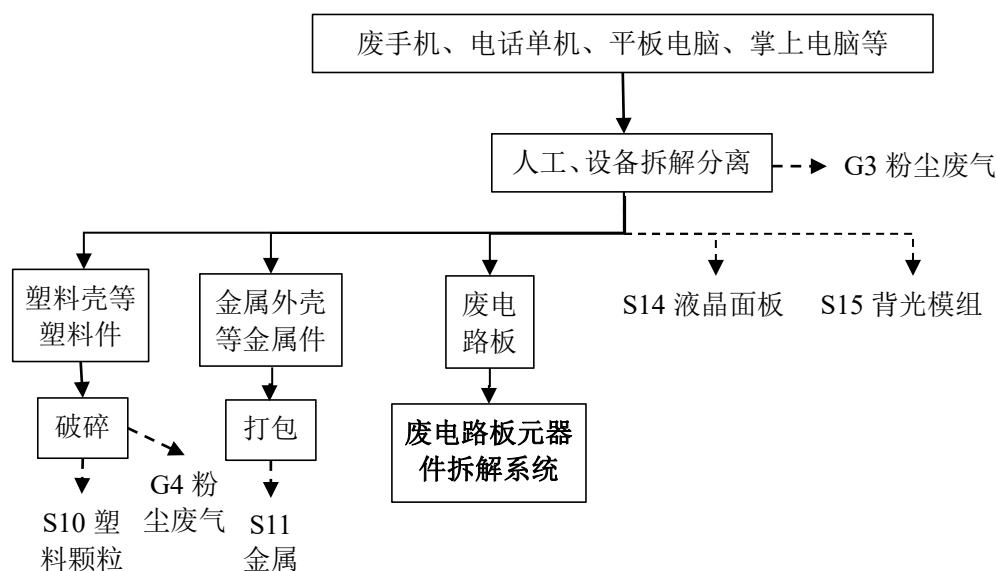 废手机、电话单机、平板电脑、掌上电脑等
人工、设备拆解分离
G3 粉尘废气
塑料壳等
塑料件
金属外壳
等金属件
废电
路板
S14 液晶面板
S15 背光模组
破碎
打包
废电路板元器
件拆解系统
G4 粉
尘废气
S10 塑
料颗粒
S11
金属